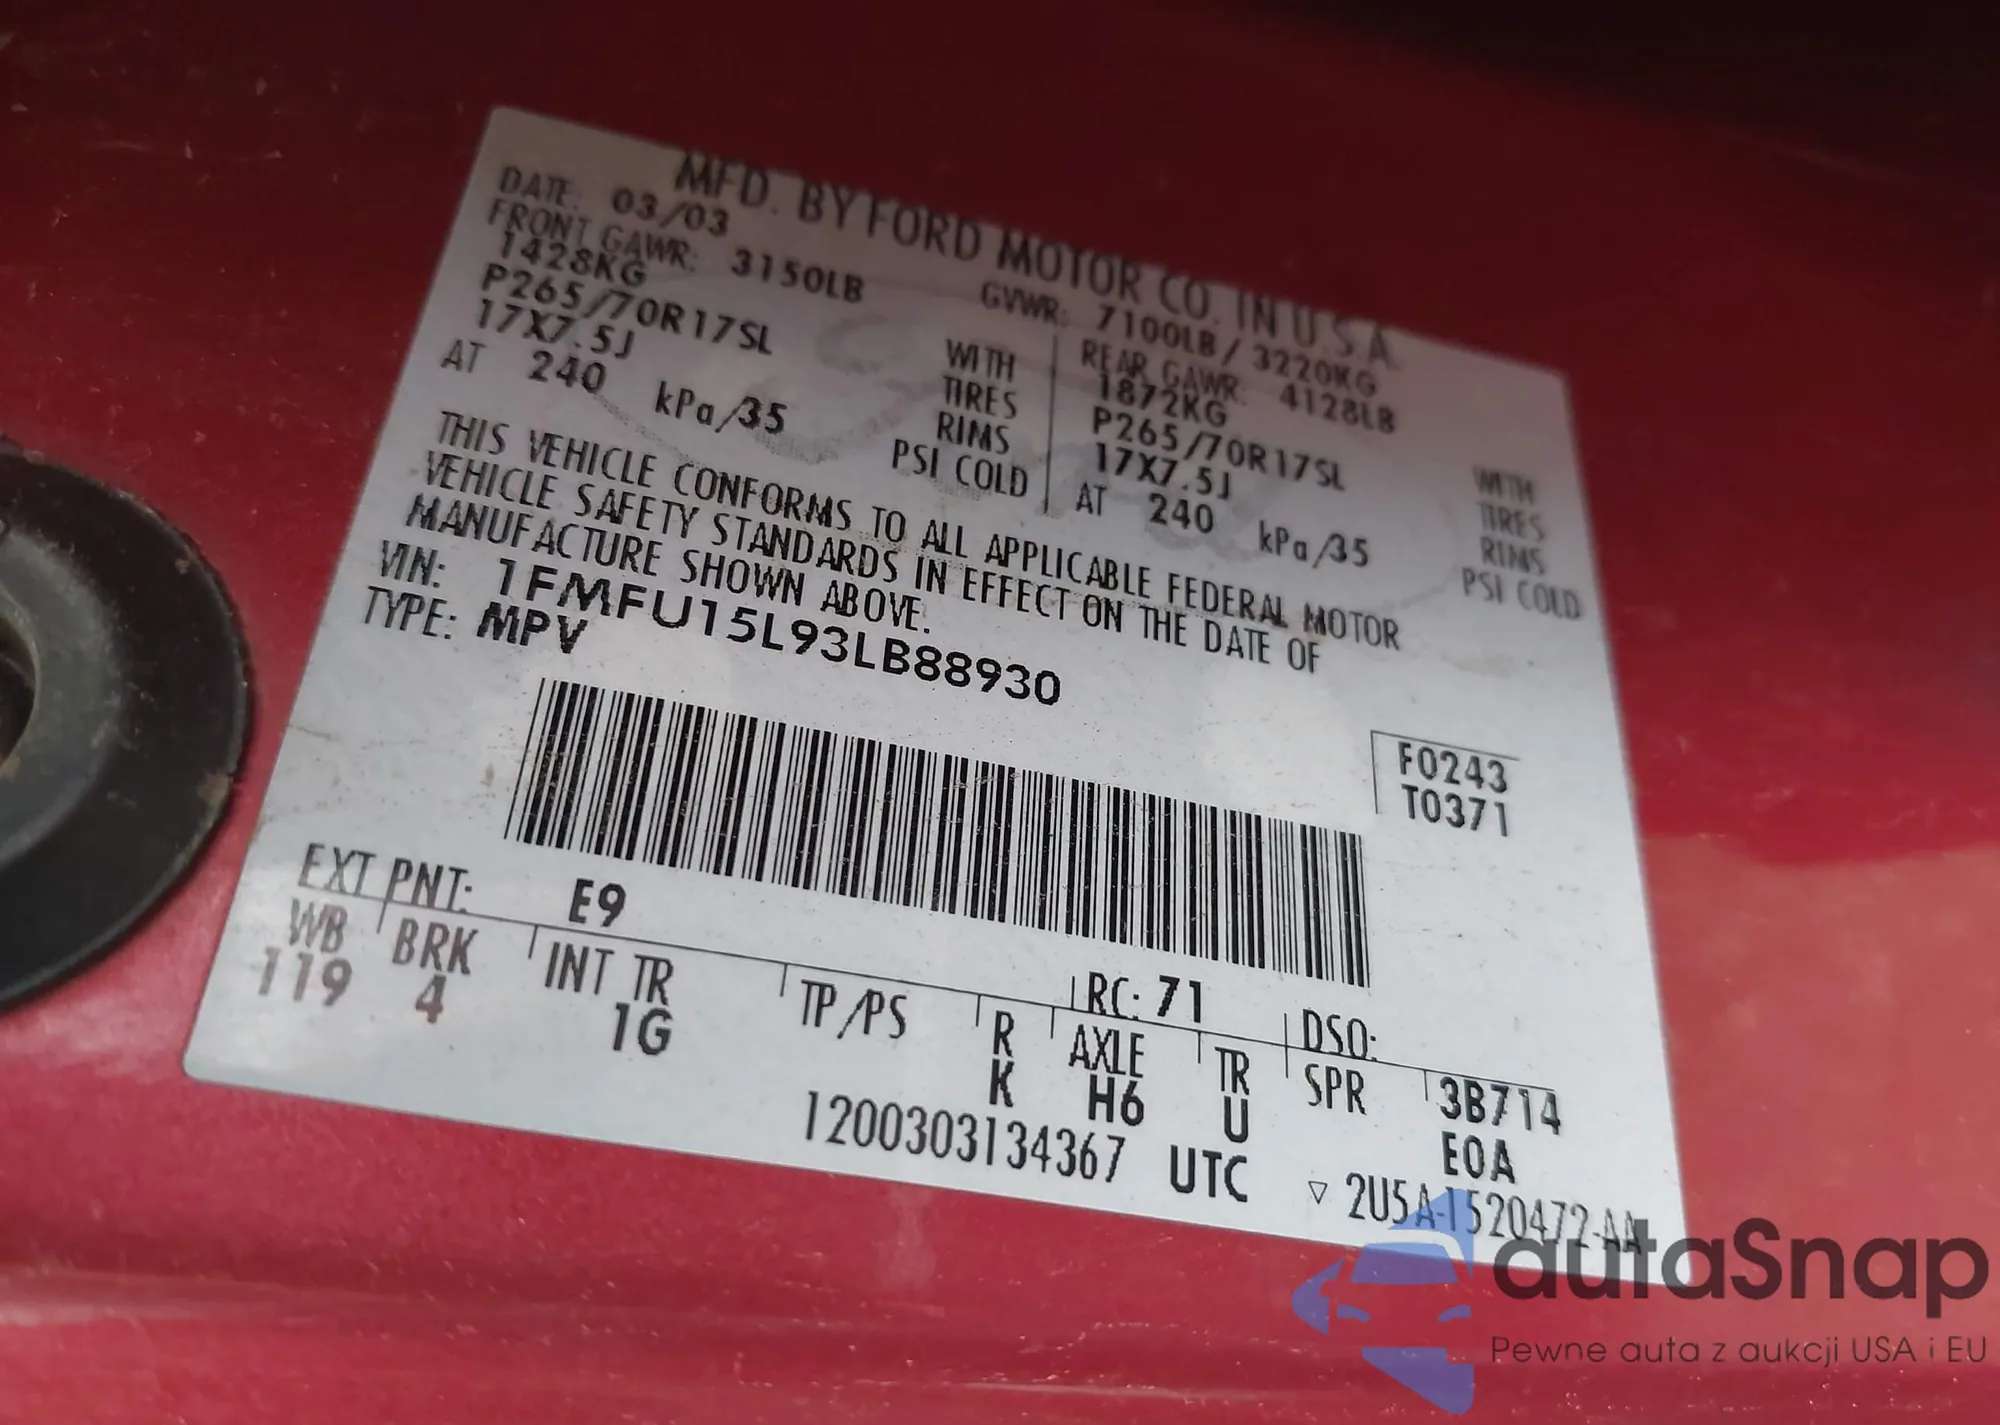 MFD. BY FORD MOTOR CO. IN U.S.A.
DATE: 03/03 GVWR: 7100LB / 3220KG
FRONT GAWR: 3150LB REAR GAWR: 4128LB
1428KG WITH 1872KG WITH
P265/70R17SL TIRES P265/70R17SL TIRES
17X7.5J RIMS 17X7.5J RIMS
AT 240 kPa/35 PSI COLD AT 240 kPa/35 PSI COLD
THIS VEHICLE CONFORMS TO ALL APPLICABLE FEDERAL MOTOR
VEHICLE SAFETY STANDARDS IN EFFECT ON THE DATE OF
MANUFACTURE SHOWN ABOVE.
VIN: 1FMFU15L93LB88930
TYPE: MPV
F0243
T0371
EXT PNT: E9 RC: 71 DSO:
WB BRK INT TR TP/PS R AXLE TR SPR 3B714
119 4 1G K H6 U E0A
1200303134367 UTC ▽ 2U5A-1520472-AA
autaSnap
Pewne auta z aukcji USA i EU